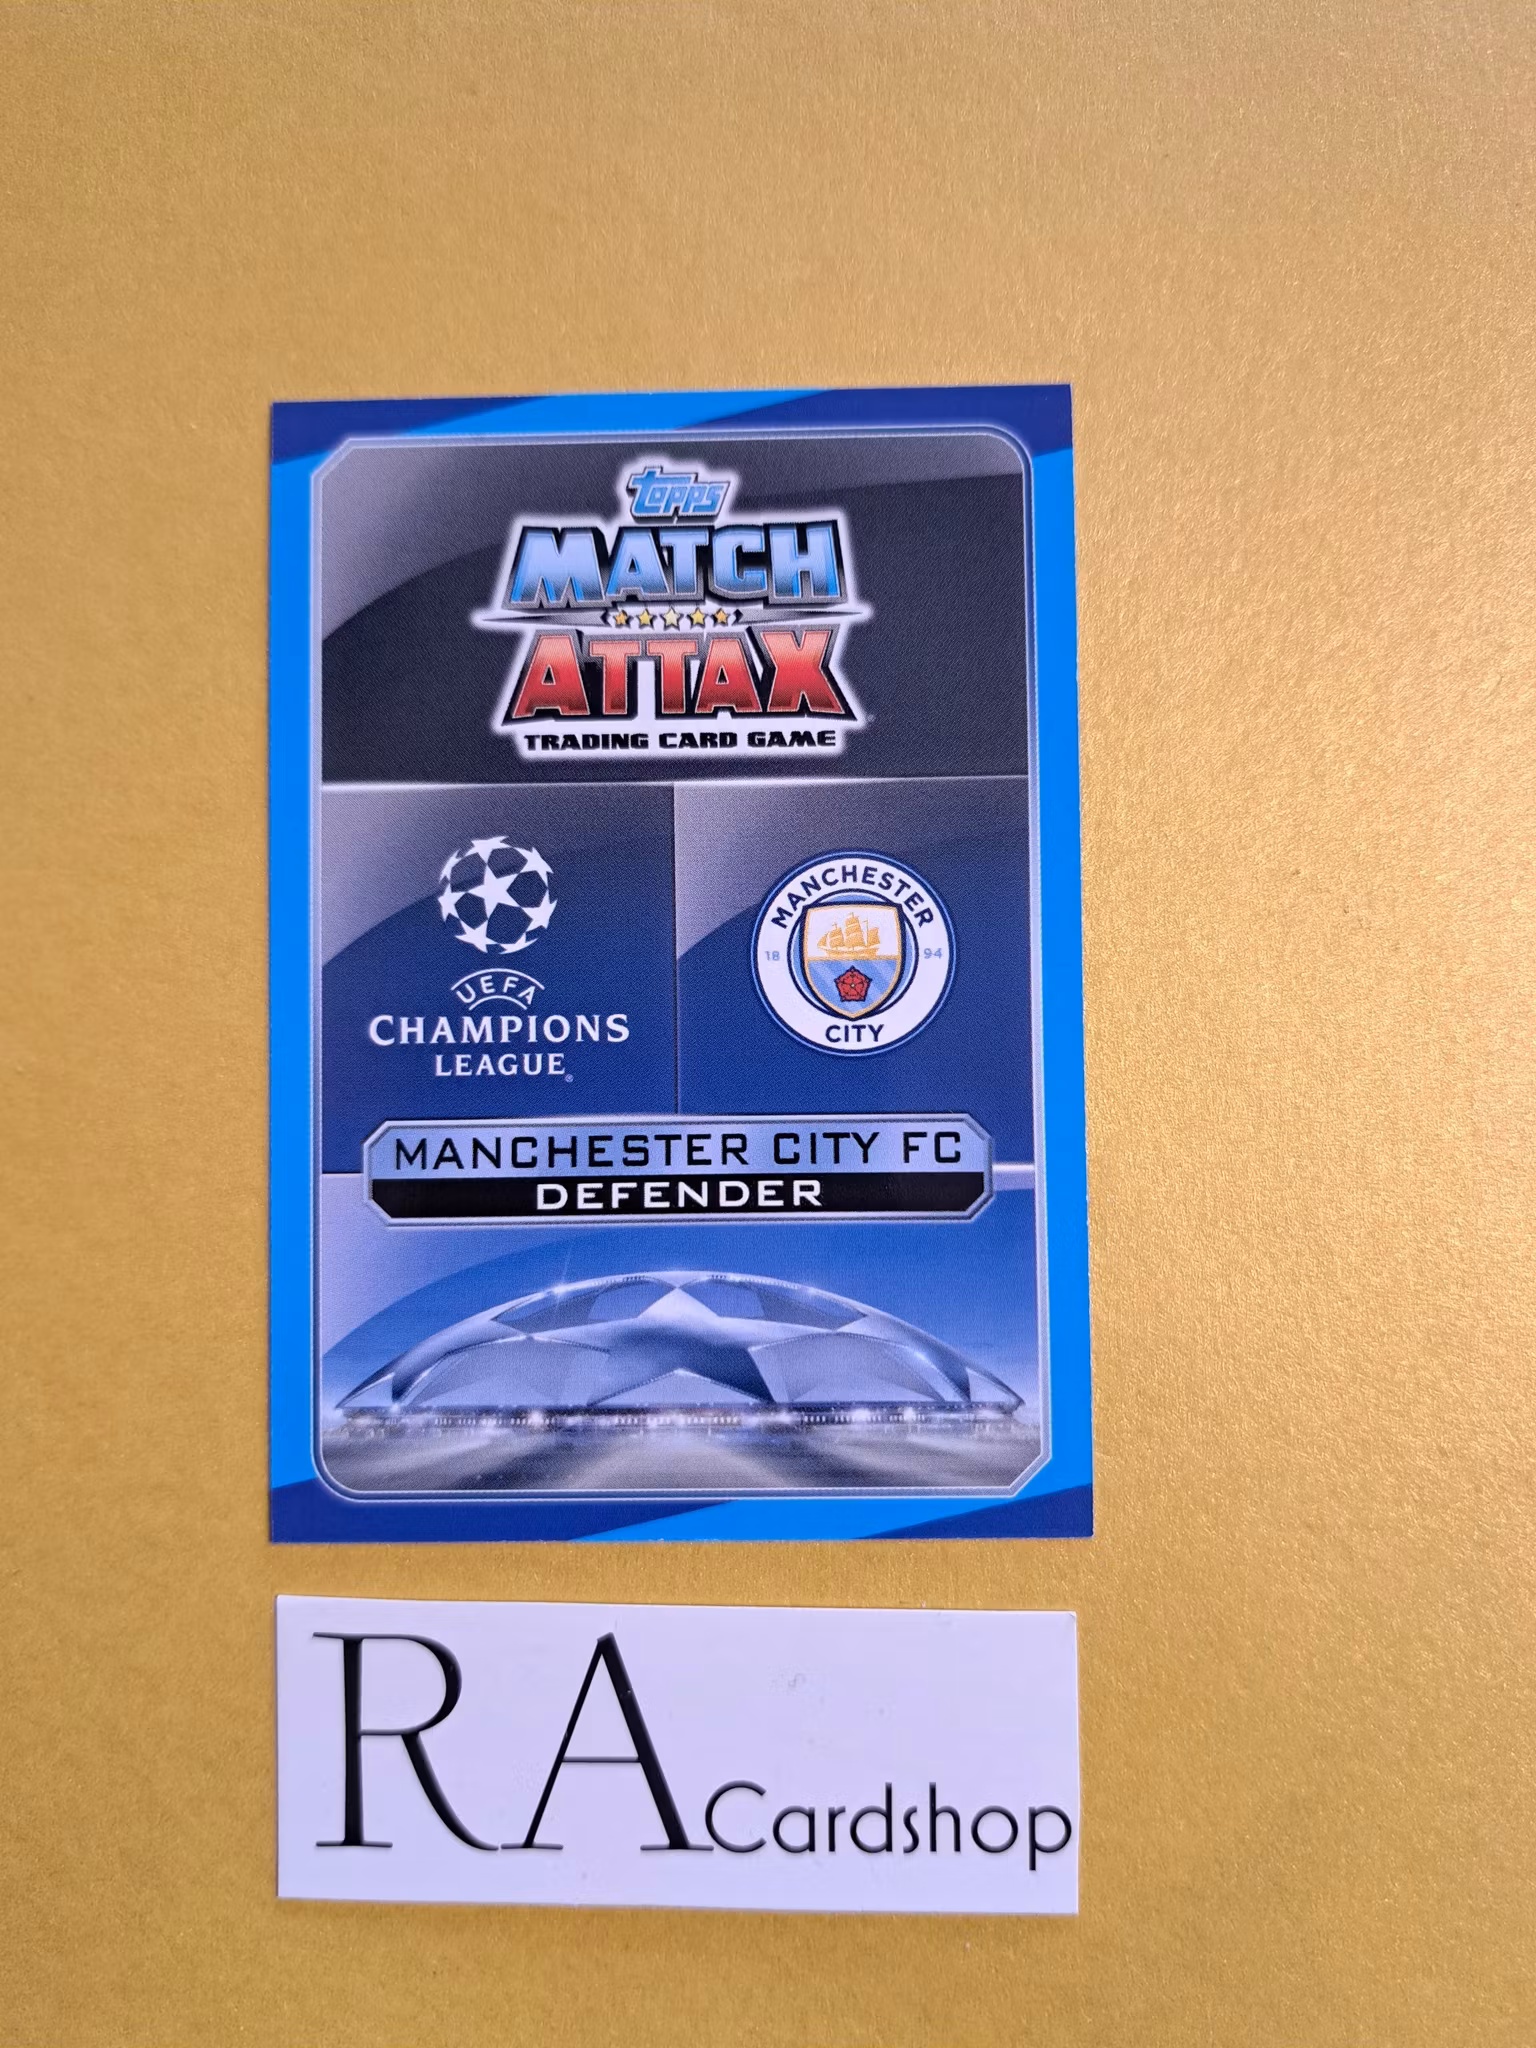 topps
MATCH
ATTAX
TRADING CARD GAME
UEFA
CHAMPIONS
LEAGUE®
MANCHESTER
18 94
CITY
MANCHESTER CITY FC
DEFENDER
RA Cardshop